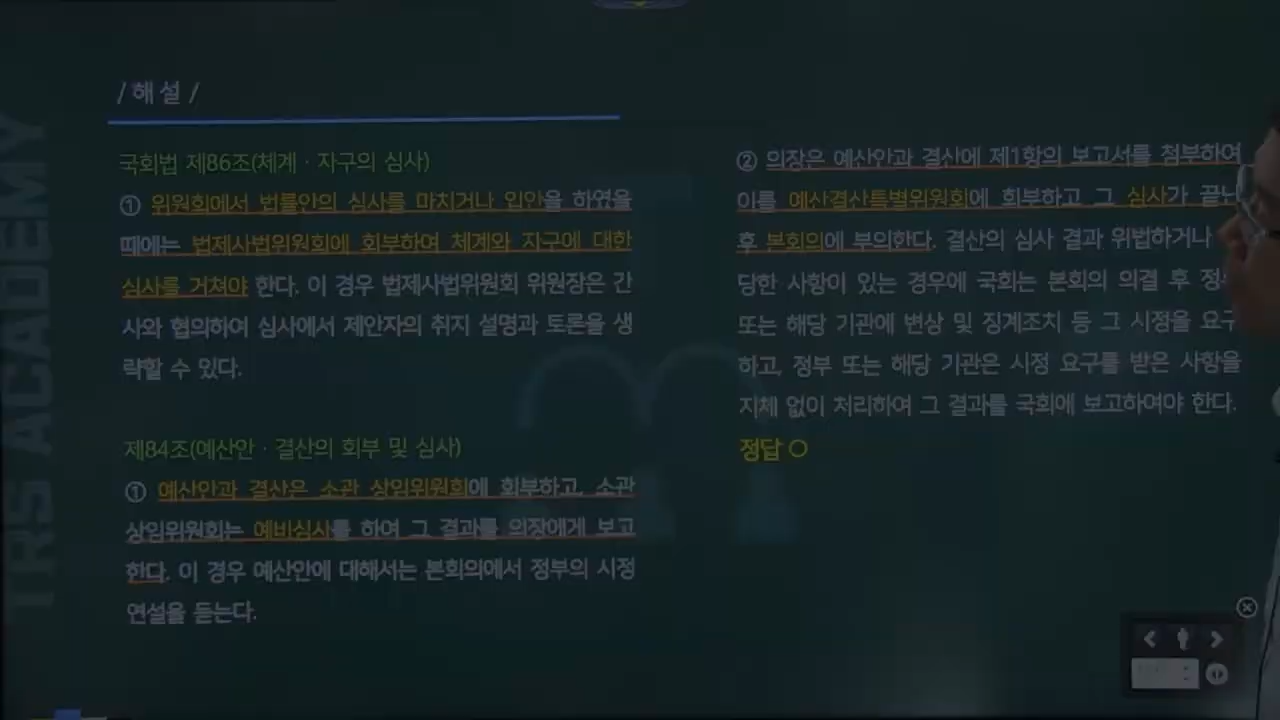 / 해 설 /
국회법 제86조(체계 · 자구의 심사)
① 위원회에서 법률안의 심사를 마치거나 입안을 하였을
때에는 법제사법위원회에 회부하여 체계와 자구에 대한
심사를 거쳐야 한다. 이 경우 법제사법위원회 위원장은 간
사와 협의하여 심사에서 제안자의 취지 설명과 토론을 생
략할 수 있다.
제84조(예산안 · 결산의 회부 및 심사)
① 예산안과 결산은 소관 상임위원회에 회부하고, 소관
상임위원회는 예비심사를 하여 그 결과를 의장에게 보고
한다. 이 경우 예산안에 대해서는 본회의에서 정부의 시정
연설을 듣는다.
② 의장은 예산안과 결산에 제1항의 보고서를 첨부하여
이를 예산결산특별위원회에 회부하고 그 심사가 끝난
후 본회의에 부의한다. 결산의 심사 결과 위법하거나
당한 사항이 있는 경우에 국회는 본회의 의결 후 정
또는 해당 기관에 변상 및 징계조치 등 그 시정을 요구
하고, 정부 또는 해당 기관은 시정 요구를 받은 사항을
지체 없이 처리하여 그 결과를 국회에 보고하여야 한다.
정답 ○
TRS ACADEMY